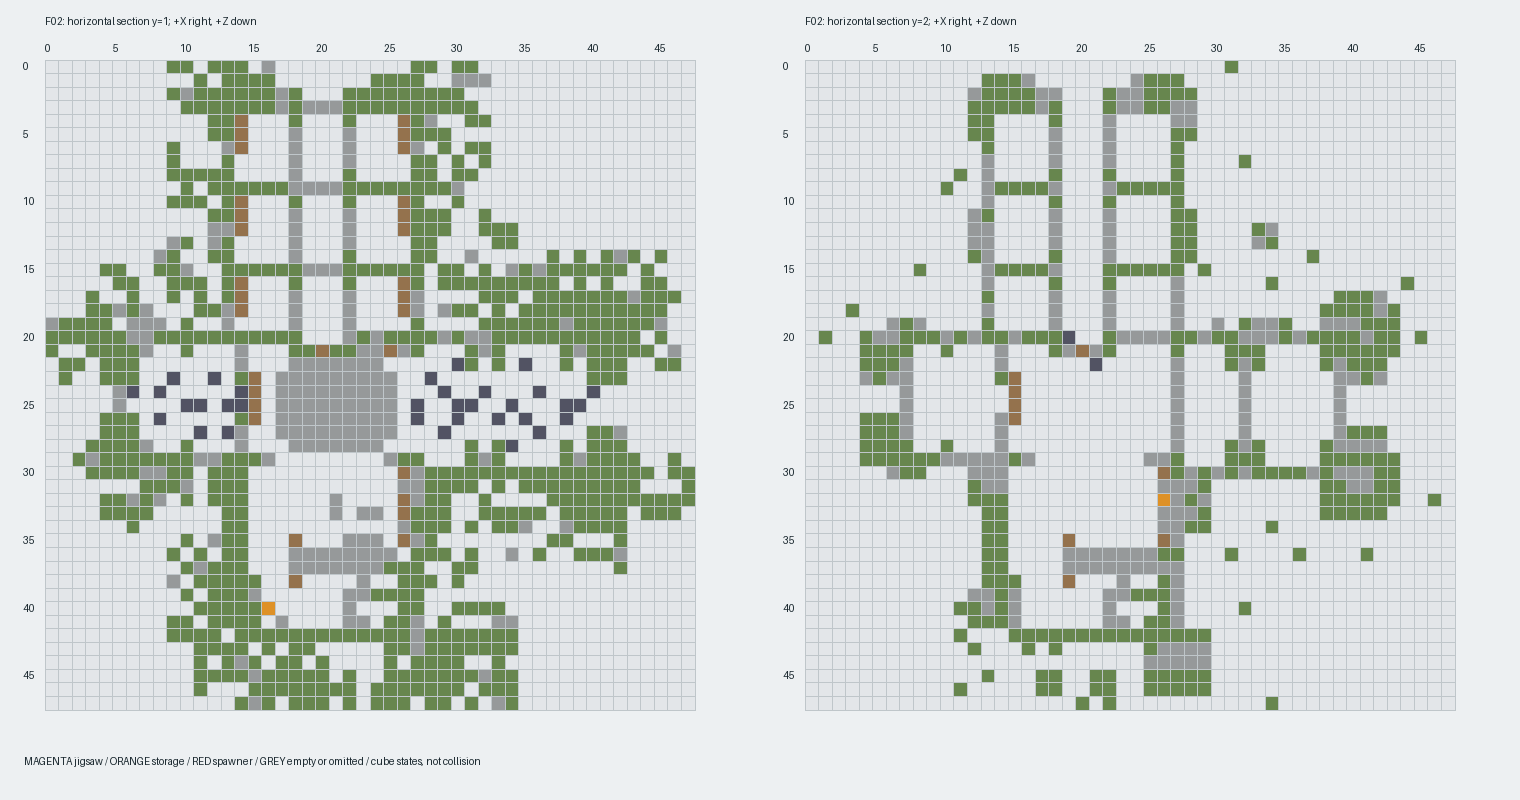 F02: horizontal section y=1; +X right, +Z down
F02: horizontal section y=2; +X right, +Z down
0 5 10 15 20 25 30 35 40 45
0 5 10 15 20 25 30 35 40 45
0 0
5 5
10 10
15 15
20 20
25 25
30 30
35 35
40 40
45 45
MAGENTA jigsaw / ORANGE storage / RED spawner / GREY empty or omitted / cube states, not collision